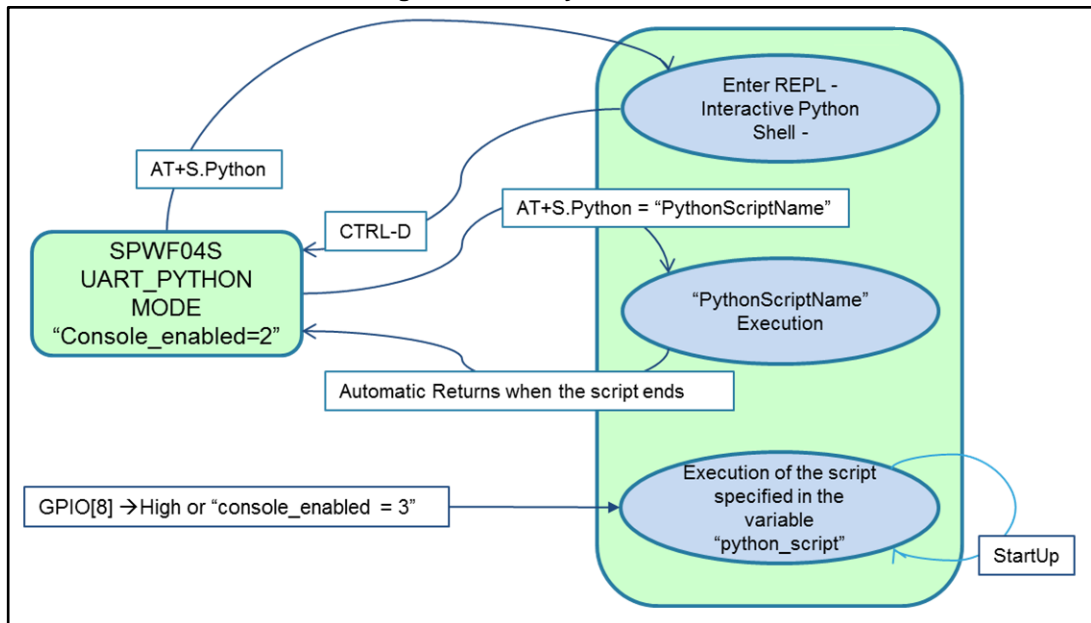 Enter REPL -
Interactive Python
Shell -
AT+S.Python
AT+S.Python = “PythonScriptName”
CTRL-D
SPWF04S
UART_PYTHON
MODE
“Console_enabled=2”
“PythonScriptName”
Execution
Automatic Returns when the script ends
Execution of the script
specified in the
variable
“python_script”
GPIO[8] →High or “console_enabled = 3”
StartUp